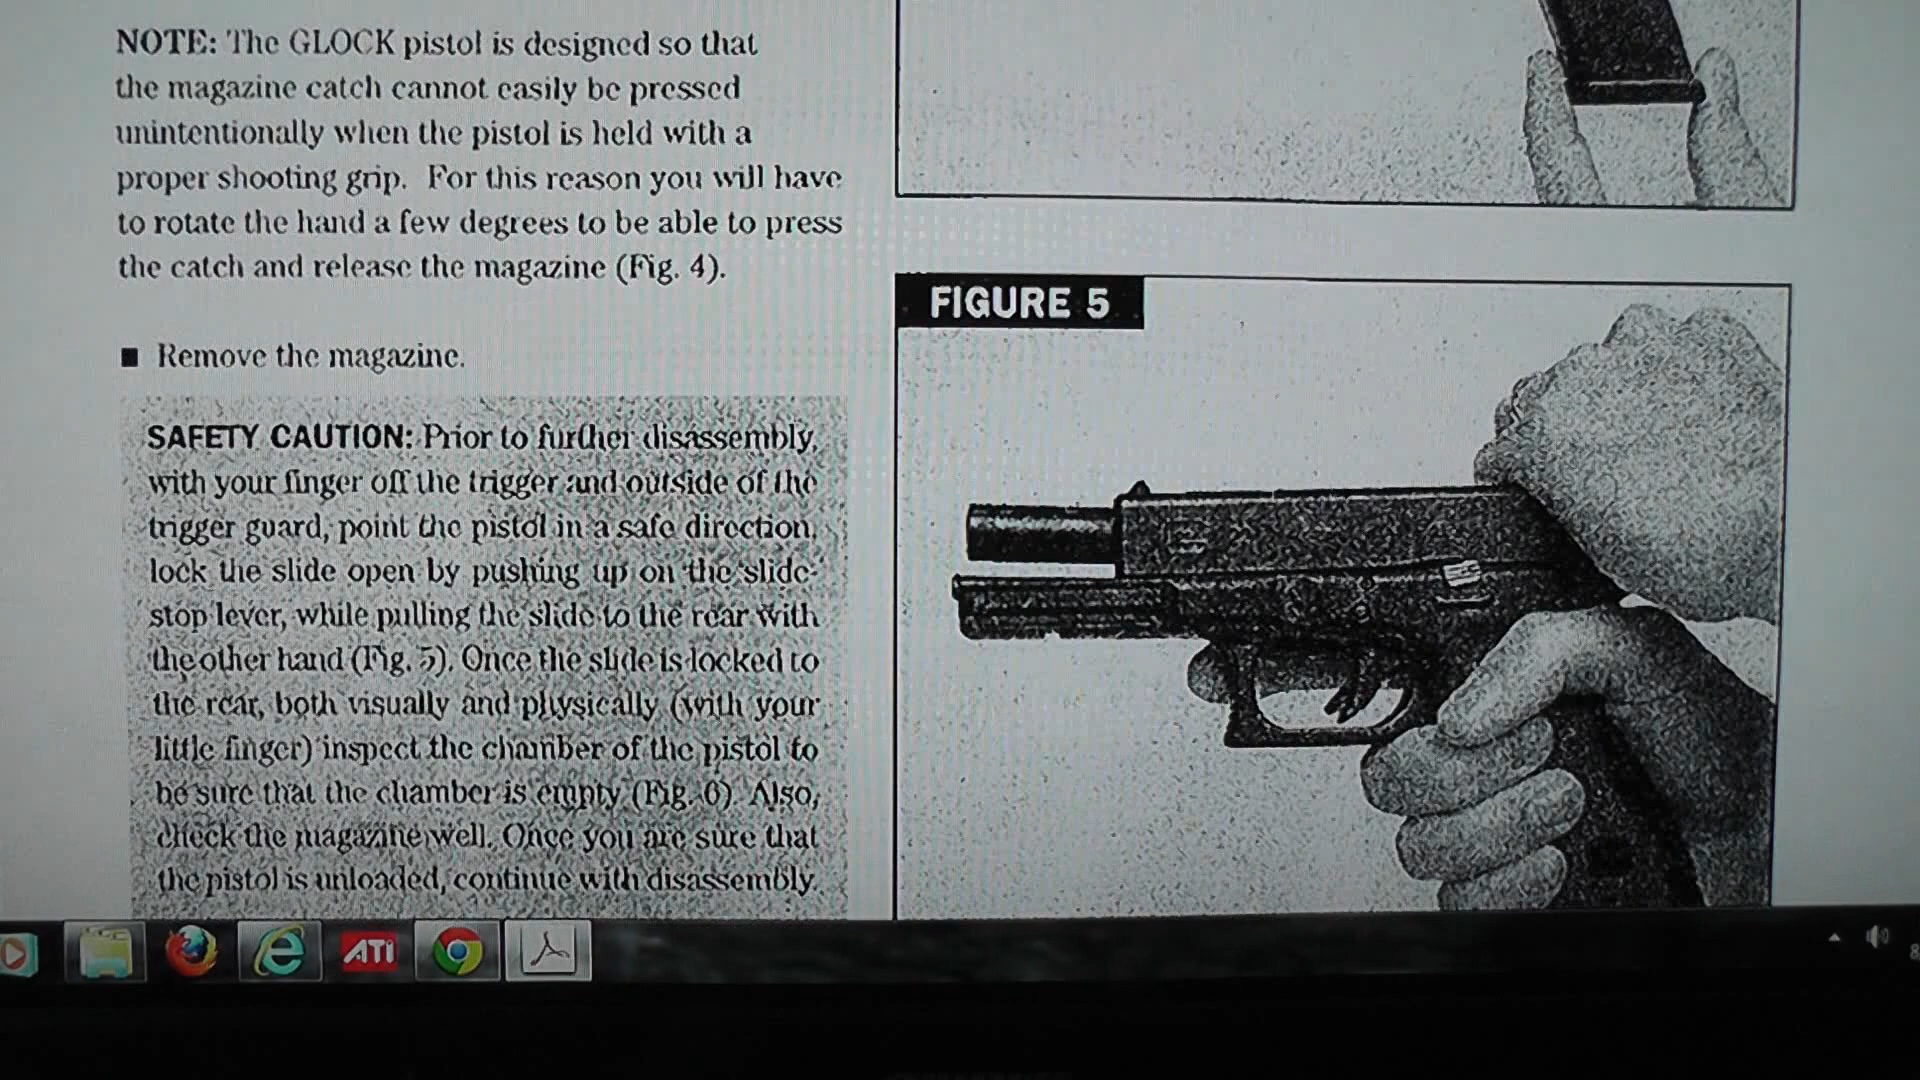 NOTE: The GLOCK pistol is designed so that
the magazine catch cannot easily be pressed
unintentionally when the pistol is held with a
proper shooting grip. For this reason you will have
to rotate the hand a few degrees to be able to press
the catch and release the magazine (Fig. 4).
■ Remove the magazine.
SAFETY CAUTION: Prior to further disassembly,
with your finger off the trigger and outside of the
trigger guard, point the pistol in a safe direction,
lock the slide open by pushing up on the slide-
stop lever, while pulling the slide to the rear with
the other hand (Fig. 5). Once the slide is locked to
the rear, both visually and physically (with your
little finger) inspect the chamber of the pistol to
be sure that the chamber is empty (Fig. 6). Also,
check the magazine well. Once you are sure that
the pistol is unloaded, continue with disassembly.
FIGURE 5
ATI
8